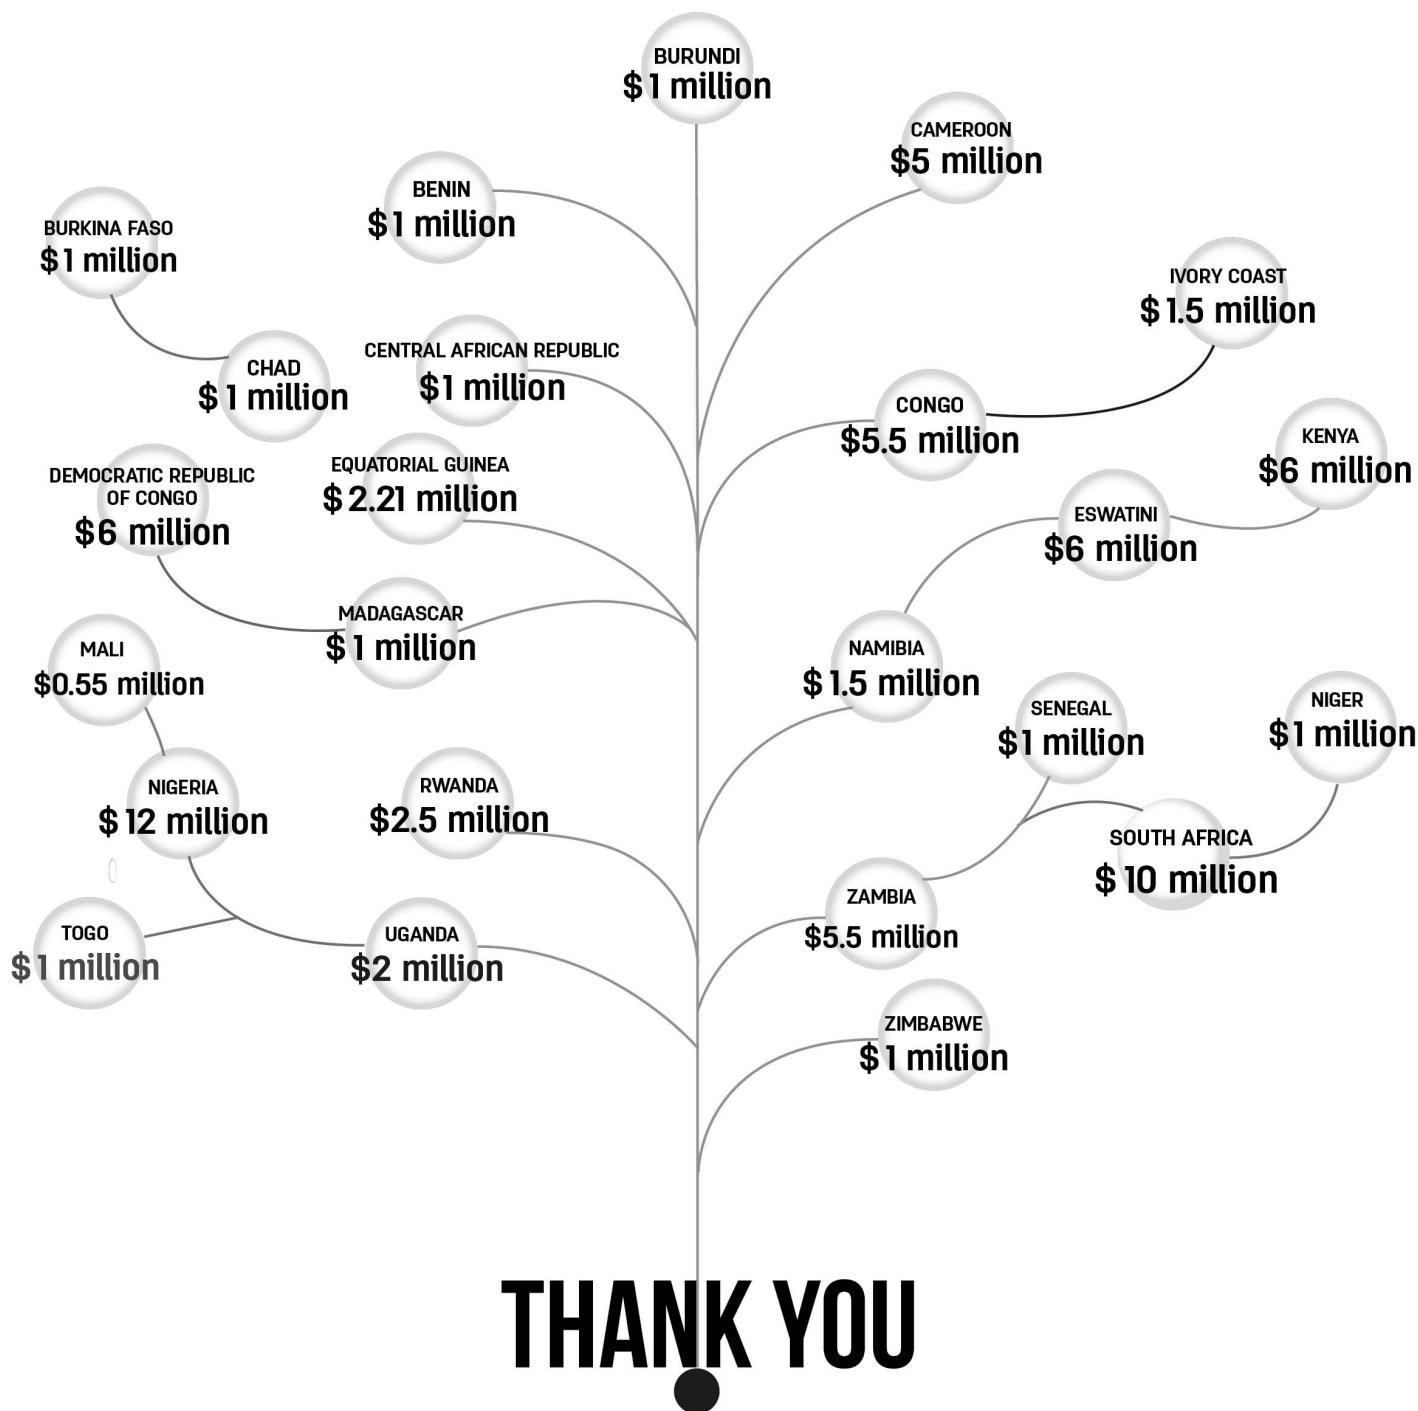 BURUNDI
$1 million
CAMEROON
$5 million
BENIN
$1 million
BURKINA FASO
$1 million
IVORY COAST
$1.5 million
CHAD
$1 million
CENTRAL AFRICAN REPUBLIC
$1 million
CONGO
$5.5 million
KENYA
$6 million
DEMOCRATIC REPUBLIC
OF CONGO
$6 million
EQUATORIAL GUINEA
$2.21 million
ESWATINI
$6 million
MADAGASCAR
$1 million
MALI
$0.55 million
NAMIBIA
$1.5 million
SENEGAL
$1 million
NIGER
$1 million
NIGERIA
$12 million
RWANDA
$2.5 million
SOUTH AFRICA
$10 million
ZAMBIA
$5.5 million
TOGO
$1 million
UGANDA
$2 million
ZIMBABWE
$1 million
THANK YOU